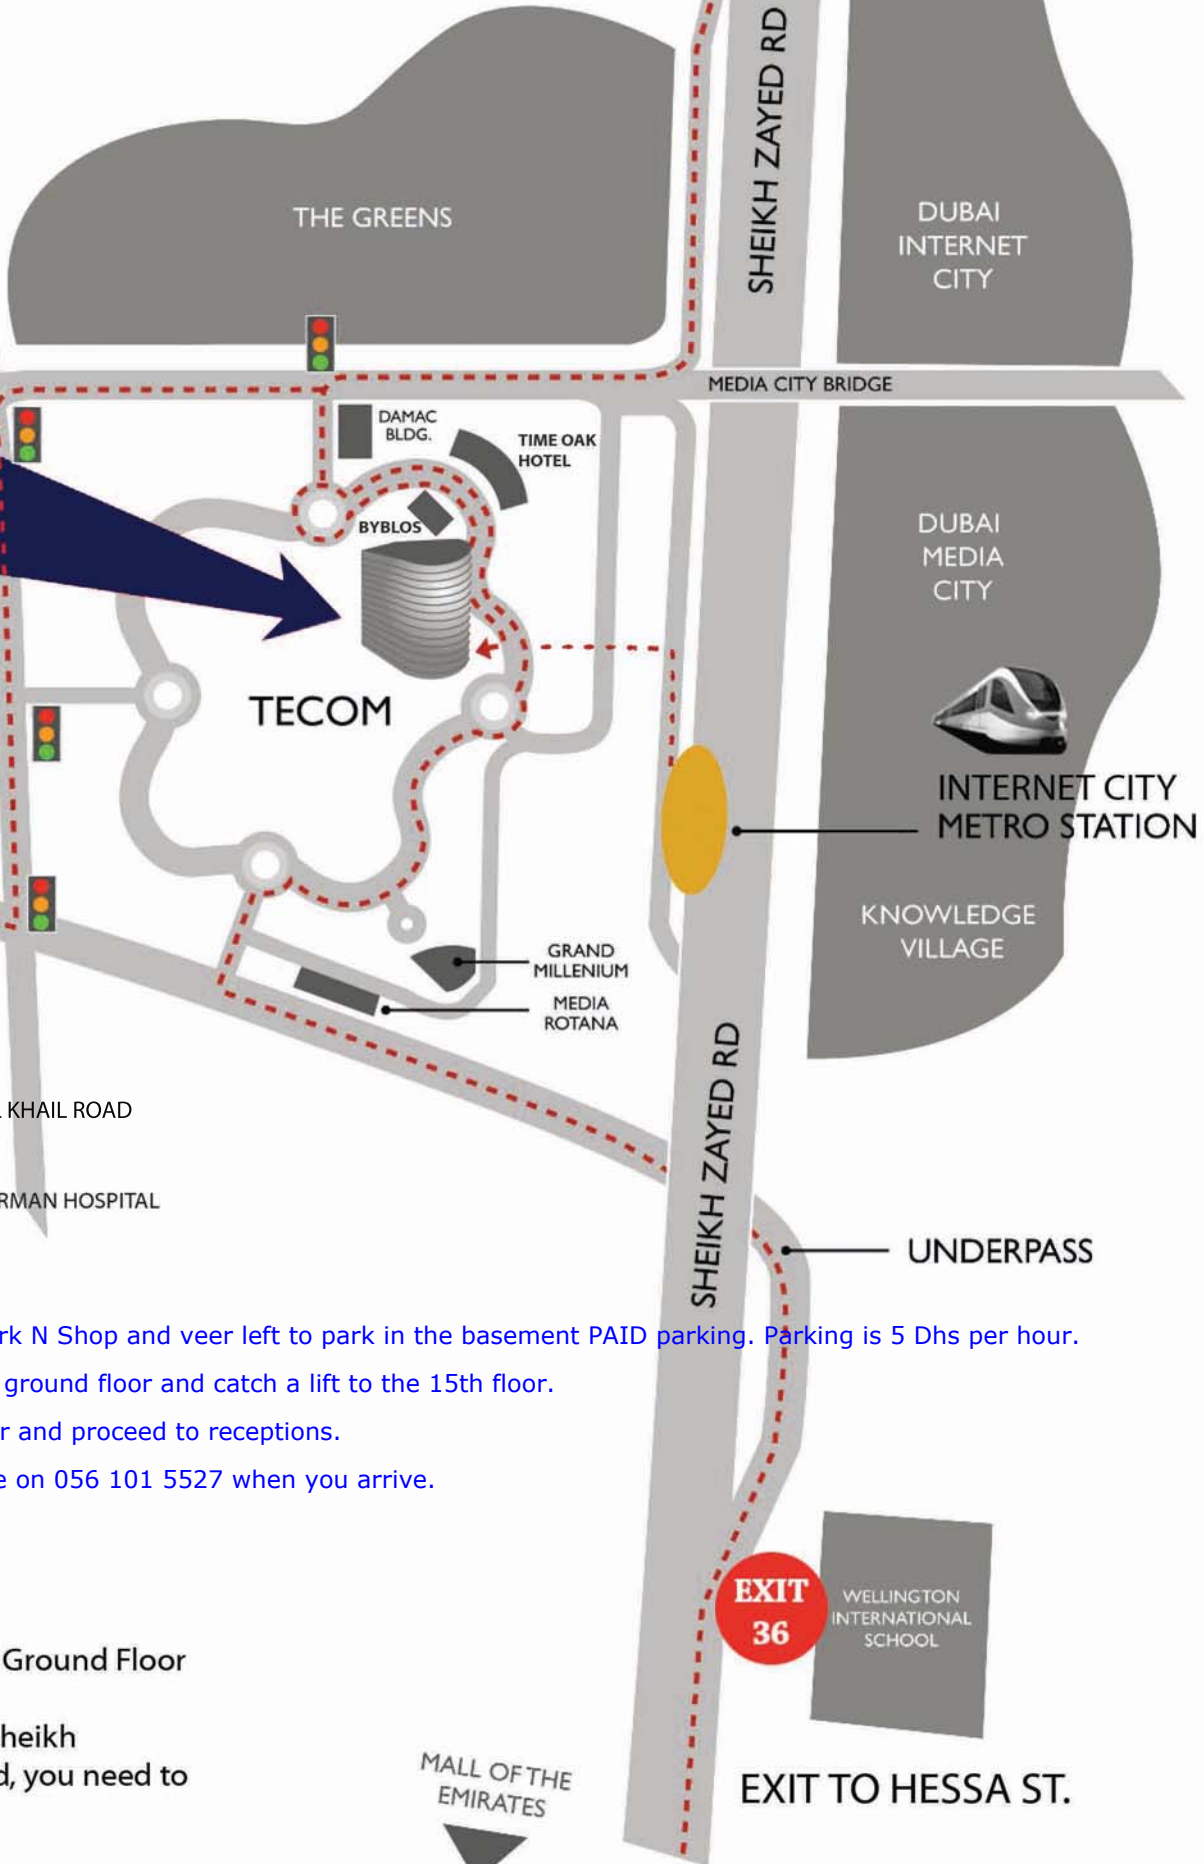 SHEIKH ZAYED RD
THE GREENS
DUBAI
INTERNET
CITY
MEDIA CITY BRIDGE
DAMAC
BLDG.
TIME OAK
HOTEL
BYBLOS
DUBAI
MEDIA
CITY
TECOM
INTERNET CITY
METRO STATION
KNOWLEDGE
VILLAGE
GRAND
MILLENIUM
MEDIA
ROTANA
SHEIKH ZAYED RD
KHAIL ROAD
RMAN HOSPITAL
UNDERPASS
rk N Shop and veer left to park in the basement PAID parking. Parking is 5 Dhs per hour.
ground floor and catch a lift to the 15th floor.
r and proceed to receptions.
e on 056 101 5527 when you arrive.
EXIT
36
WELLINGTON
INTERNATIONAL
SCHOOL
Ground Floor
heikh
d, you need to
MALL OF THE
EMIRATES
EXIT TO HESSA ST.